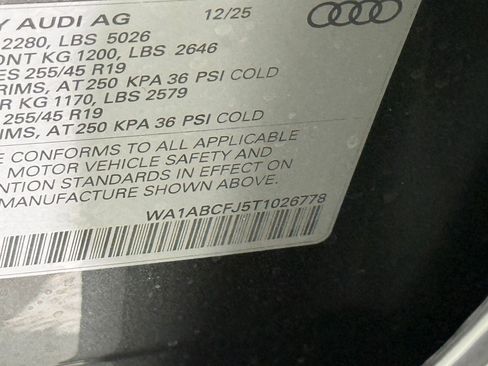 Y AUDI AG 12/25
2280, LBS 5026
ONT KG 1200, LBS 2646
ES 255/45 R19
RIMS, AT 250 KPA 36 PSI COLD
R KG 1170, LBS 2579
255/45 R19
IMS, AT 250 KPA 36 PSI COLD
E CONFORMS TO ALL APPLICABLE
MOTOR VEHICLE SAFETY AND
ENTION STANDARDS IN EFFECT
MANUFACTURE SHOWN ABOVE.
WA1ABCFJ5T1026778